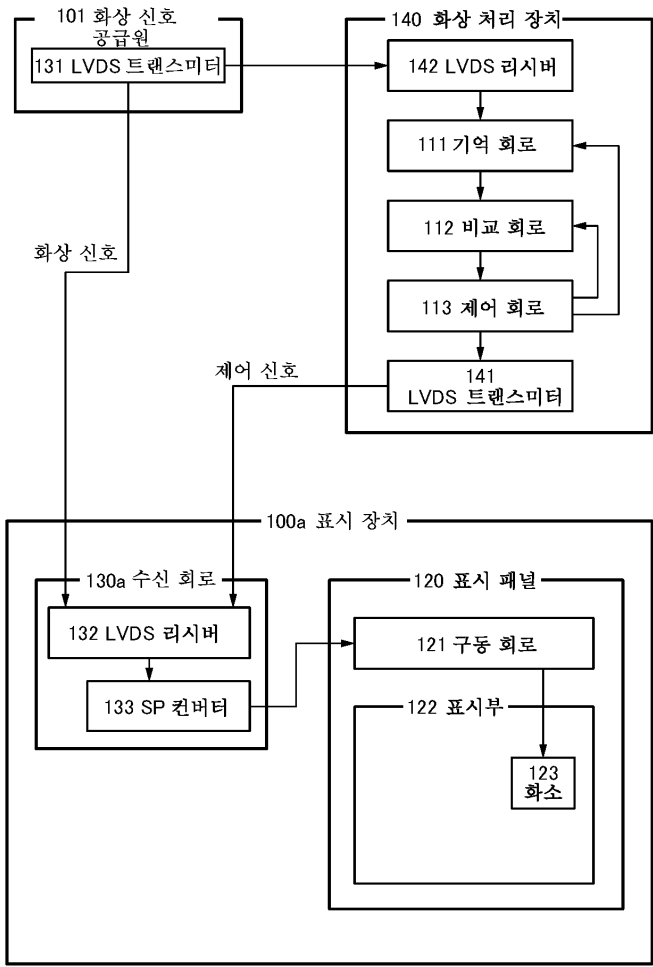 101 화상 신호
공급원
131 LVDS 트랜스미터
140 화상 처리 장치
142 LVDS 리시버
111 기억 회로
112 비교 회로
113 제어 회로
141
LVDS 트랜스미터
화상 신호
제어 신호
100a 표시 장치
130a 수신 회로
132 LVDS 리시버
133 SP 컨버터
120 표시 패널
121 구동 회로
122 표시부
123
화소